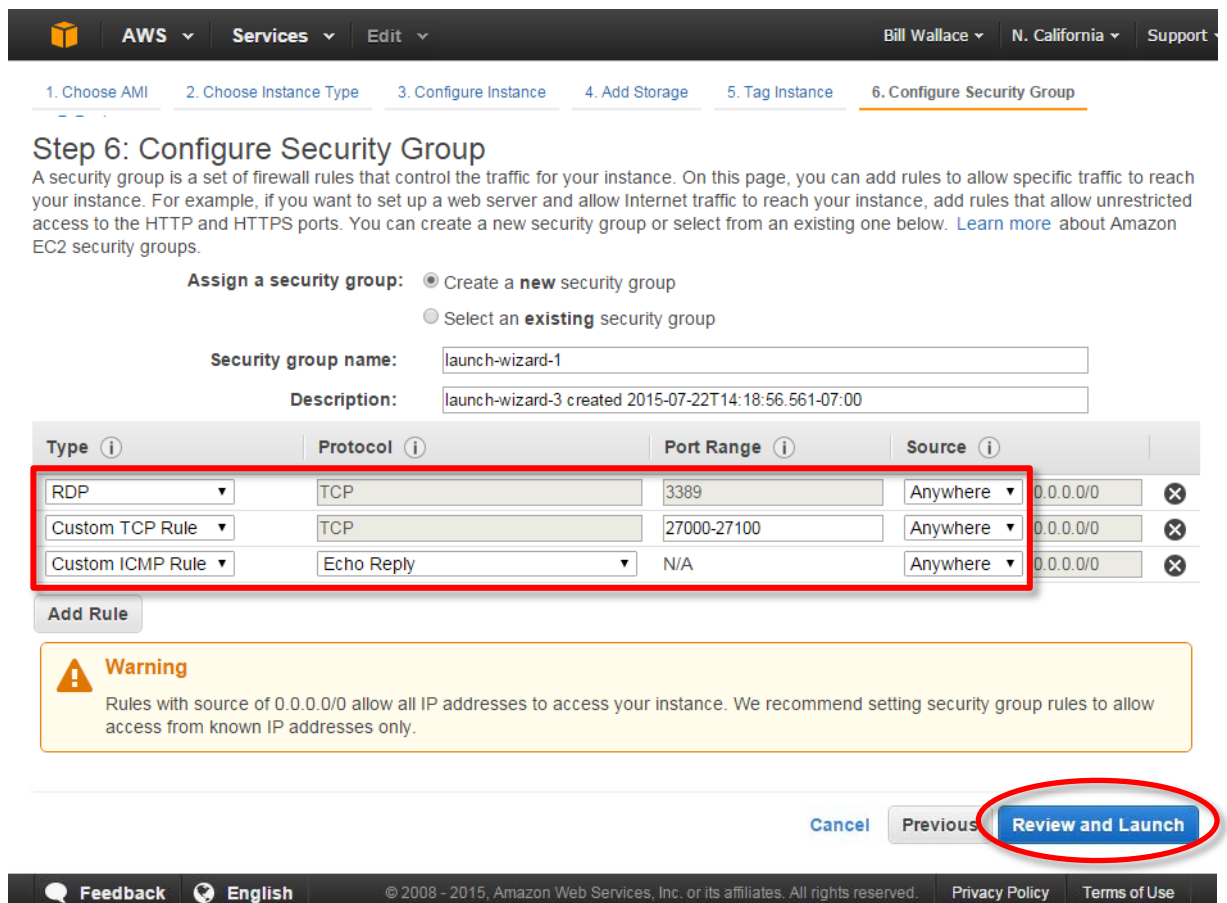 AWS Services Edit Bill Wallace N. California Support
1. Choose AMI 2. Choose Instance Type 3. Configure Instance 4. Add Storage 5. Tag Instance 6. Configure Security Group
Step 6: Configure Security Group
A security group is a set of firewall rules that control the traffic for your instance. On this page, you can add rules to allow specific traffic to reach
your instance. For example, if you want to set up a web server and allow Internet traffic to reach your instance, add rules that allow unrestricted
access to the HTTP and HTTPS ports. You can create a new security group or select from an existing one below. Learn more about Amazon
EC2 security groups.
Assign a security group: Create a new security group
Select an existing security group
Security group name: launch-wizard-1
Description: launch-wizard-3 created 2015-07-22T14:18:56.561-07:00
Type i Protocol i Port Range i Source i
RDP TCP 3389 Anywhere 0.0.0.0/0
Custom TCP Rule TCP 27000-27100 Anywhere 0.0.0.0/0
Custom ICMP Rule Echo Reply N/A Anywhere 0.0.0.0/0
Add Rule
Warning
Rules with source of 0.0.0.0/0 allow all IP addresses to access your instance. We recommend setting security group rules to allow
access from known IP addresses only.
Cancel Previous Review and Launch
Feedback English © 2008 - 2015, Amazon Web Services, Inc. or its affiliates. All rights reserved. Privacy Policy Terms of Use